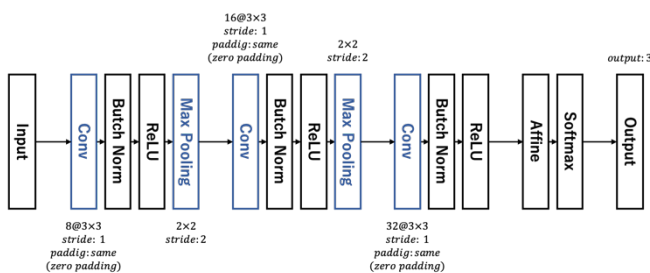 16@3×3
stride: 1
paddig: same
(zero padding)
2×2
stride: 2
output: 3
Input
Conv
Butch Norm
ReLU
Max Pooling
Conv
Butch Norm
ReLU
Max Pooling
Conv
Butch Norm
ReLU
Affine
Softmax
Output
8@3×3
stride: 1
paddig: same
(zero padding)
2×2
stride: 2
32@3×3
stride: 1
paddig: same
(zero padding)